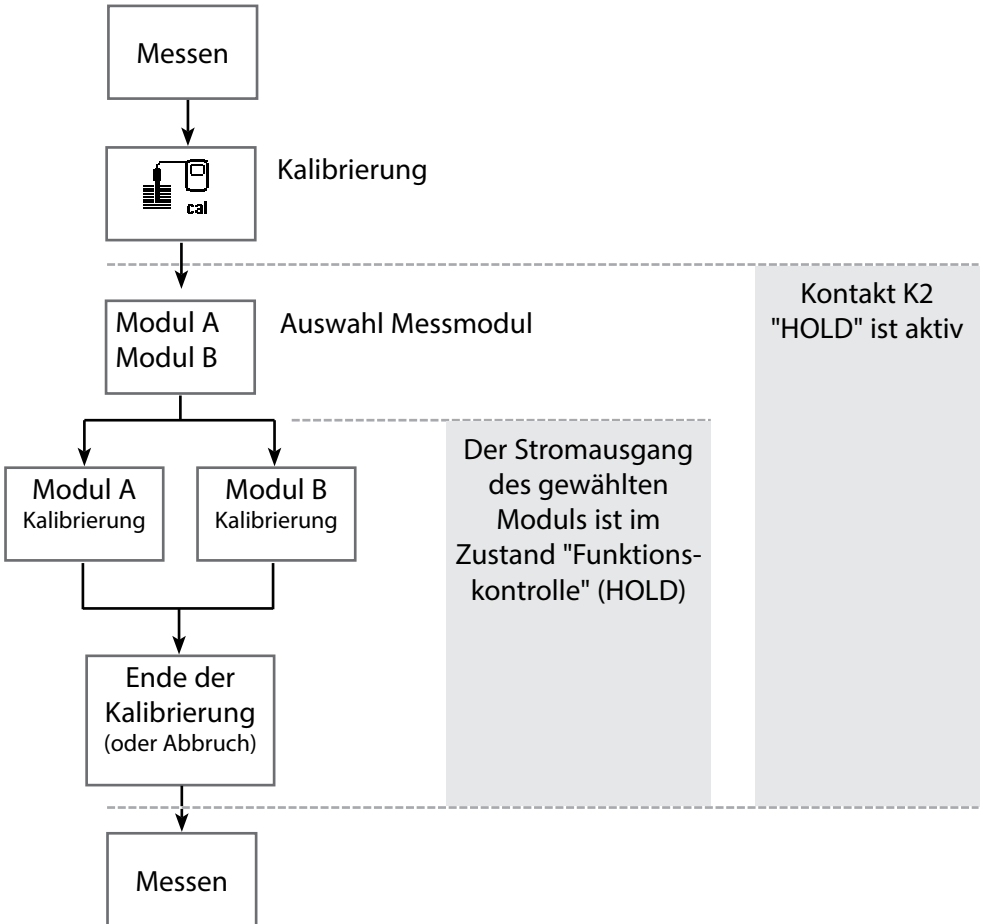 Messen
cal
Kalibrierung
Modul A
Modul B
Auswahl Messmodul
Kontakt K2
"HOLD" ist aktiv
Modul A
Kalibrierung
Modul B
Kalibrierung
Der Stromausgang
des gewählten
Moduls ist im
Zustand "Funktions-
kontrolle" (HOLD)
Ende der
Kalibrierung
(oder Abbruch)
Messen